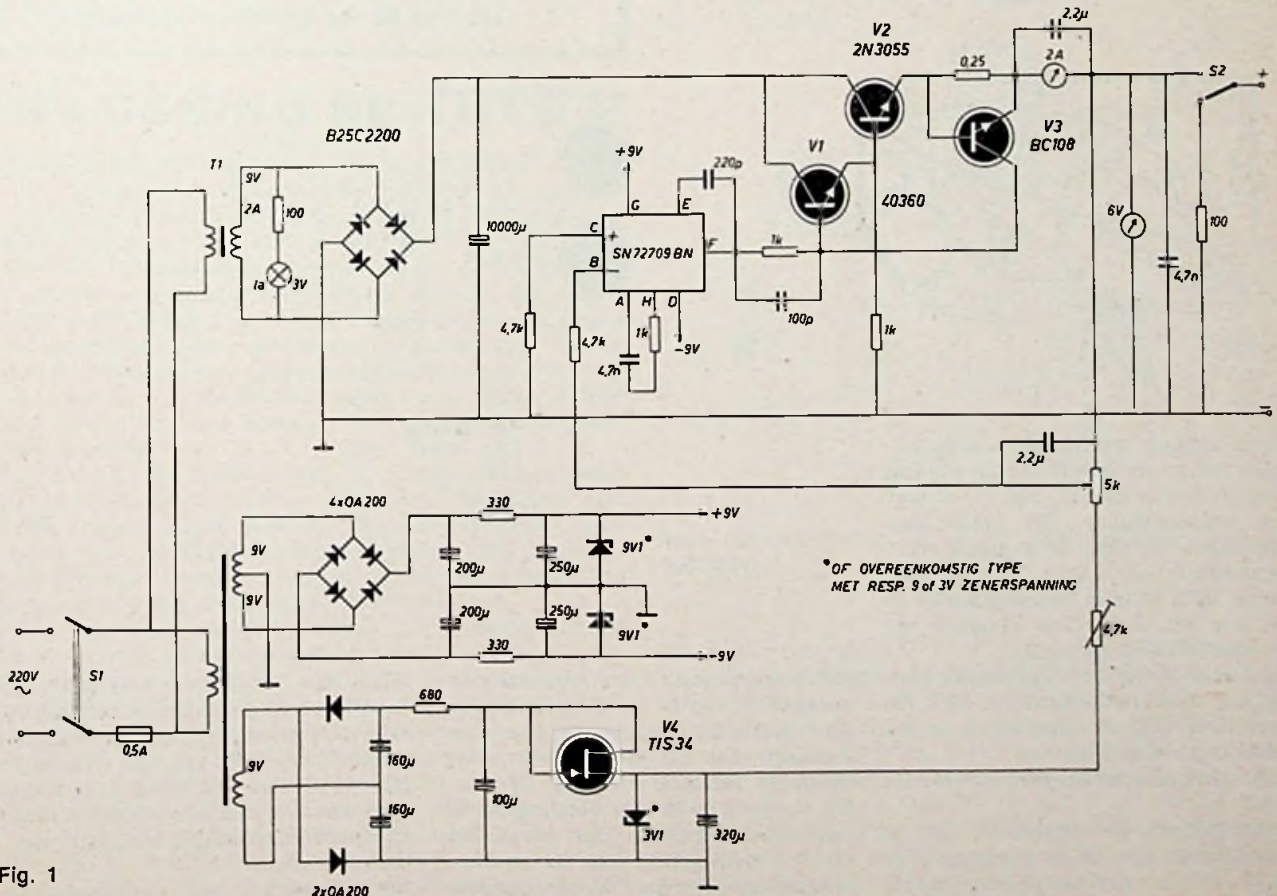 V2
2N3055
2,2µ
2A
0,25
S2
+
B25C2200
V1
V3
BC108
T1
9V
2A
100
+9V
220p
40360
6V
100
10000µ
G
E
C
+
SN72709BN
F
1k
B
−
A
H
D
100p
4,7n
1a
3V
4,7k
4,7k
1k
−9V
1k
4,7n
−
2,2µ
5k
4xOA200
330
+9V
9V
9V
200µ
250µ
9V1*
*OF OVEREENKOMSTIG TYPE
MET RESP. 9 of 3V ZENERSPANNING
200µ
250µ
9V1*
4,7k
330
−9V
220V
~
S1
680
V4
TIS34
0,5A
9V
160µ
160µ
100µ
3V1
*
320µ
2xOA200
Fig. 1